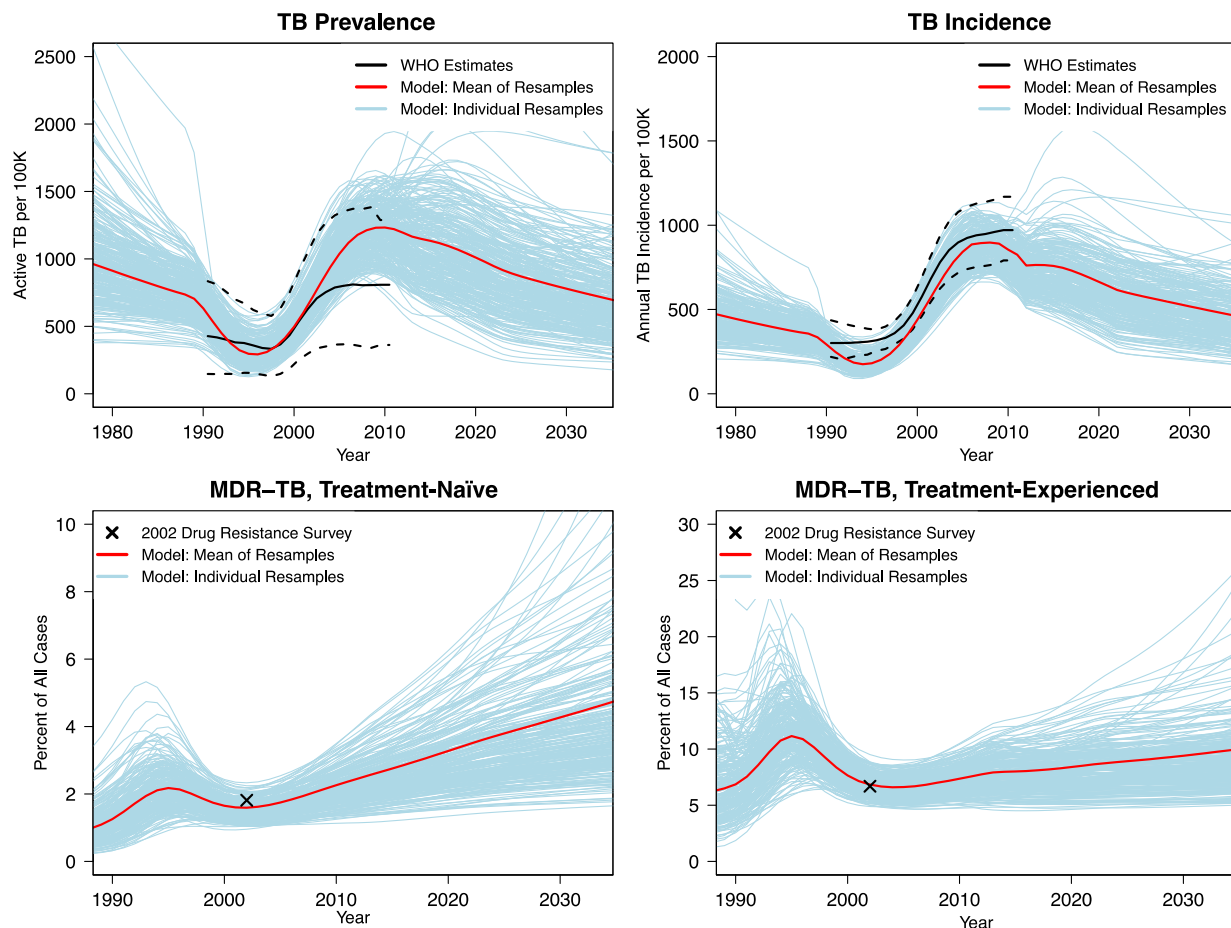 TB Prevalence
2500
2000
1500
1000
500
0
Active TB per 100K
WHO Estimates
Model: Mean of Resamples
Model: Individual Resamples
1980 1990 2000 2010 2020 2030
Year
TB Incidence
2000
1500
1000
500
0
Annual TB Incidence per 100K
WHO Estimates
Model: Mean of Resamples
Model: Individual Resamples
1980 1990 2000 2010 2020 2030
Year
MDR–TB, Treatment-Naïve
10
8
6
4
2
0
Percent of All Cases
2002 Drug Resistance Survey
Model: Mean of Resamples
Model: Individual Resamples
1990 2000 2010 2020 2030
Year
MDR–TB, Treatment-Experienced
30
25
20
15
10
5
0
Percent of All Cases
2002 Drug Resistance Survey
Model: Mean of Resamples
Model: Individual Resamples
1990 2000 2010 2020 2030
Year